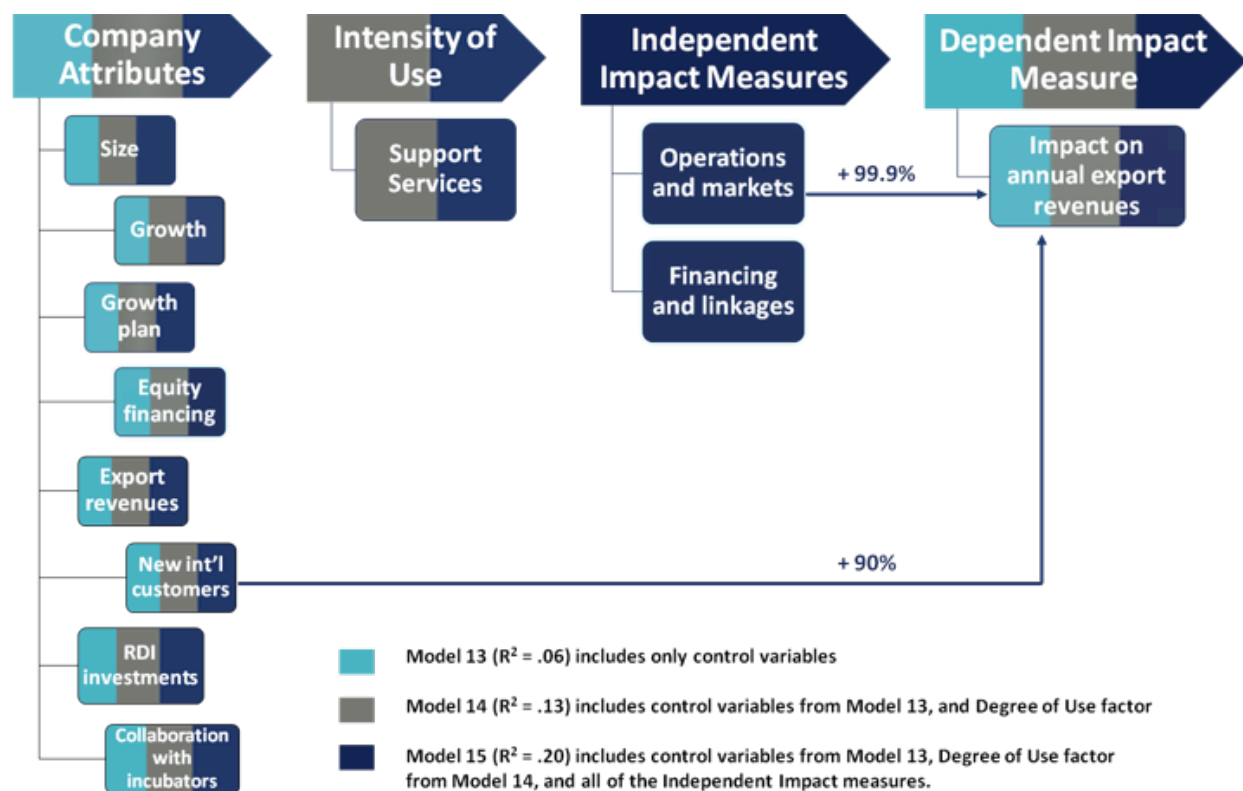 Company
Attributes
Intensity of
Use
Independent
Impact Measures
Dependent Impact
Measure
Size
Growth
Growth
plan
Equity
financing
Export
revenues
New int'l
customers
RDI
investments
Collaboration
with
incubators
Support
Services
Operations
and markets
Financing
and linkages
+ 99.9%
Impact on
annual export
revenues
+ 90%
Model 13 (R² = .06) includes only control variables
Model 14 (R² = .13) includes control variables from Model 13, and Degree of Use factor
Model 15 (R² = .20) includes control variables from Model 13, Degree of Use factor
from Model 14, and all of the Independent Impact measures.